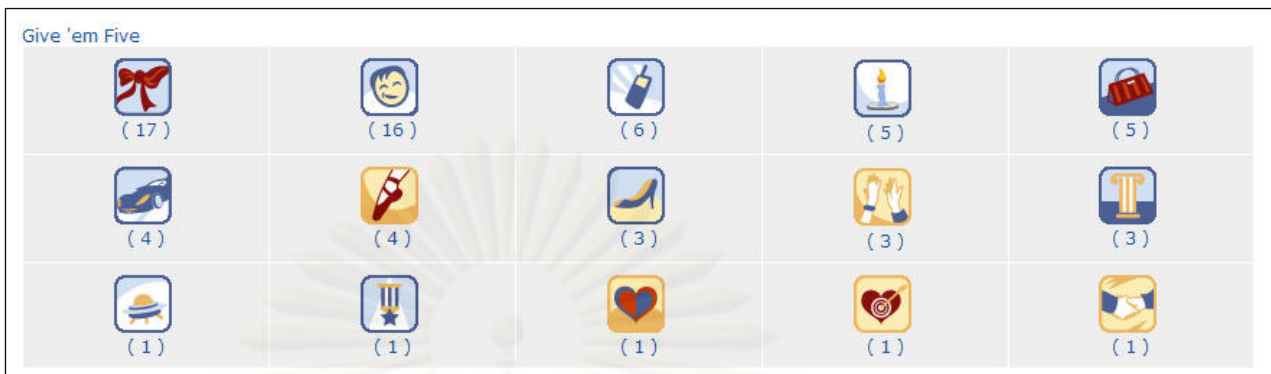 Give 'em Five
( 17 ) ( 16 ) ( 6 ) ( 5 ) ( 5 )
( 4 ) ( 4 ) ( 3 ) ( 3 ) ( 3 )
( 1 ) ( 1 ) ( 1 ) ( 1 ) ( 1 )